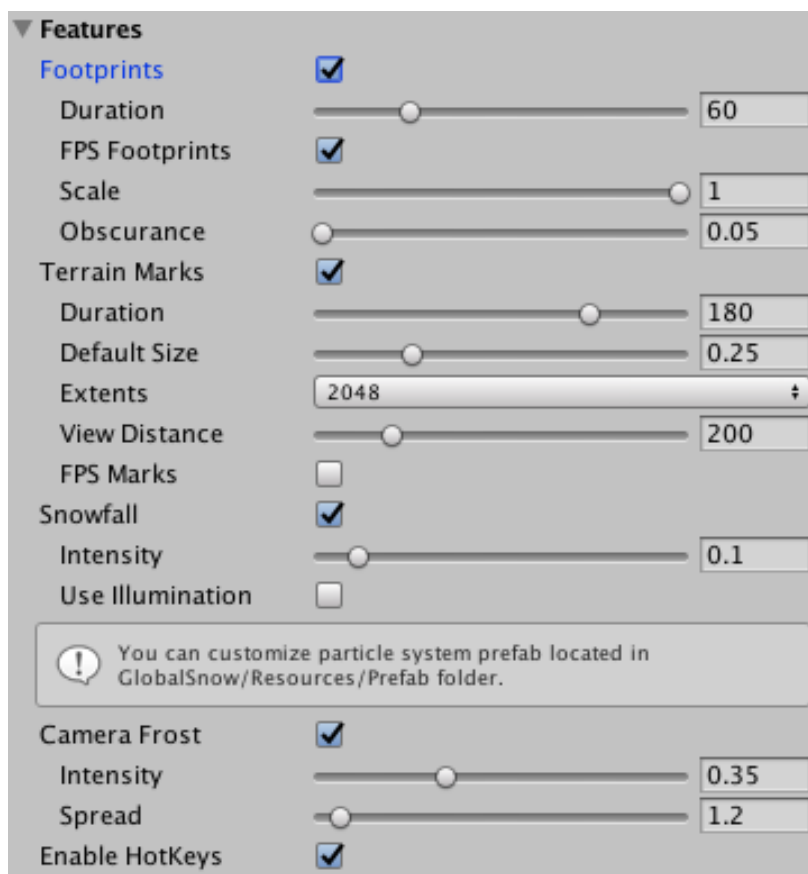 Features
Footprints
Duration 60
FPS Footprints
Scale 1
Obscurance 0.05
Terrain Marks
Duration 180
Default Size 0.25
Extents 2048
View Distance 200
FPS Marks
Snowfall
Intensity 0.1
Use Illumination
You can customize particle system prefab located in
GlobalSnow/Resources/Prefab folder.
Camera Frost
Intensity 0.35
Spread 1.2
Enable HotKeys